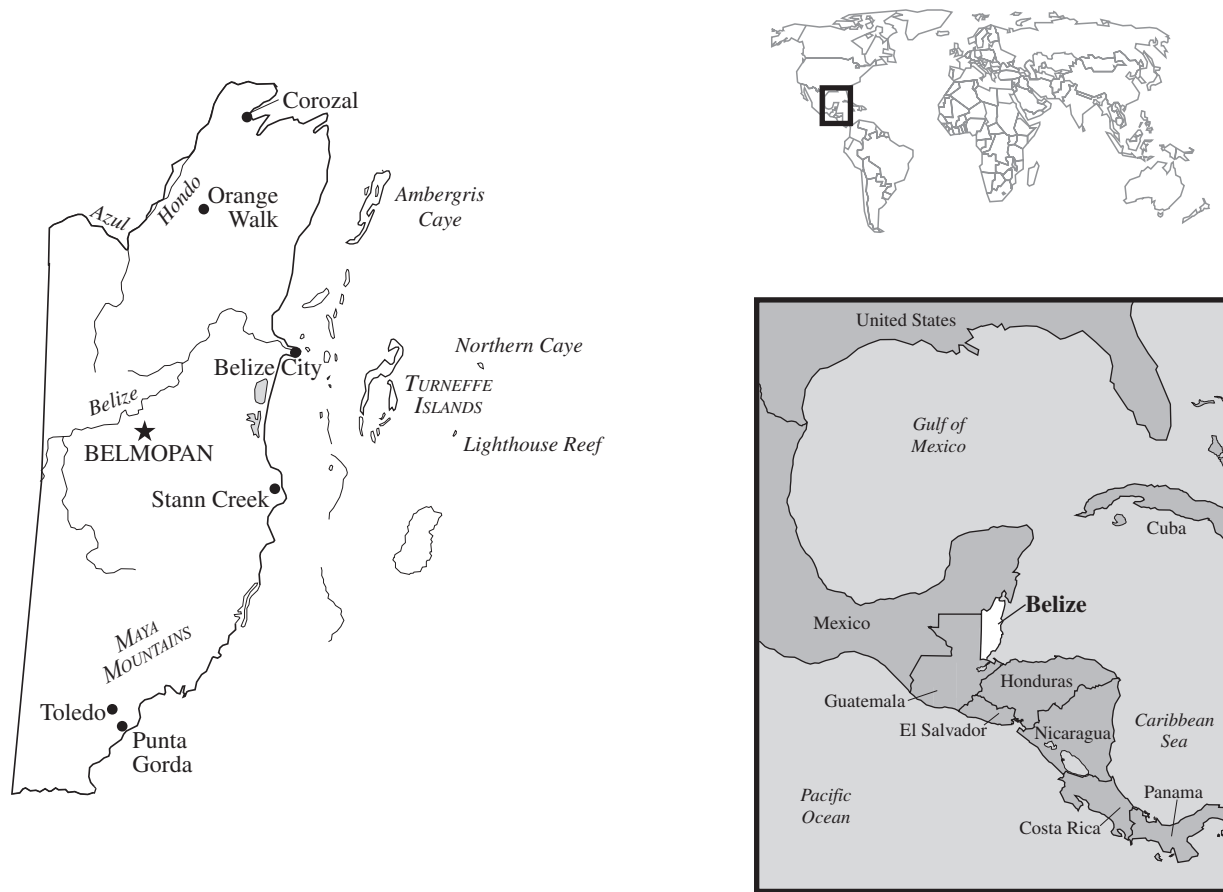 Corozal
Orange
Walk
Hondo
Azul
Ambergris
Caye
Belize City
Northern Caye
TURNEFFE
ISLANDS
Belize
BELMOPAN
Lighthouse Reef
Stann Creek
MAYA
MOUNTAINS
Toledo
Punta
Gorda
United States
Gulf of
Mexico
Cuba
Belize
Mexico
Honduras
Guatemala
El Salvador
Nicaragua
Caribbean
Sea
Pacific
Ocean
Panama
Costa Rica